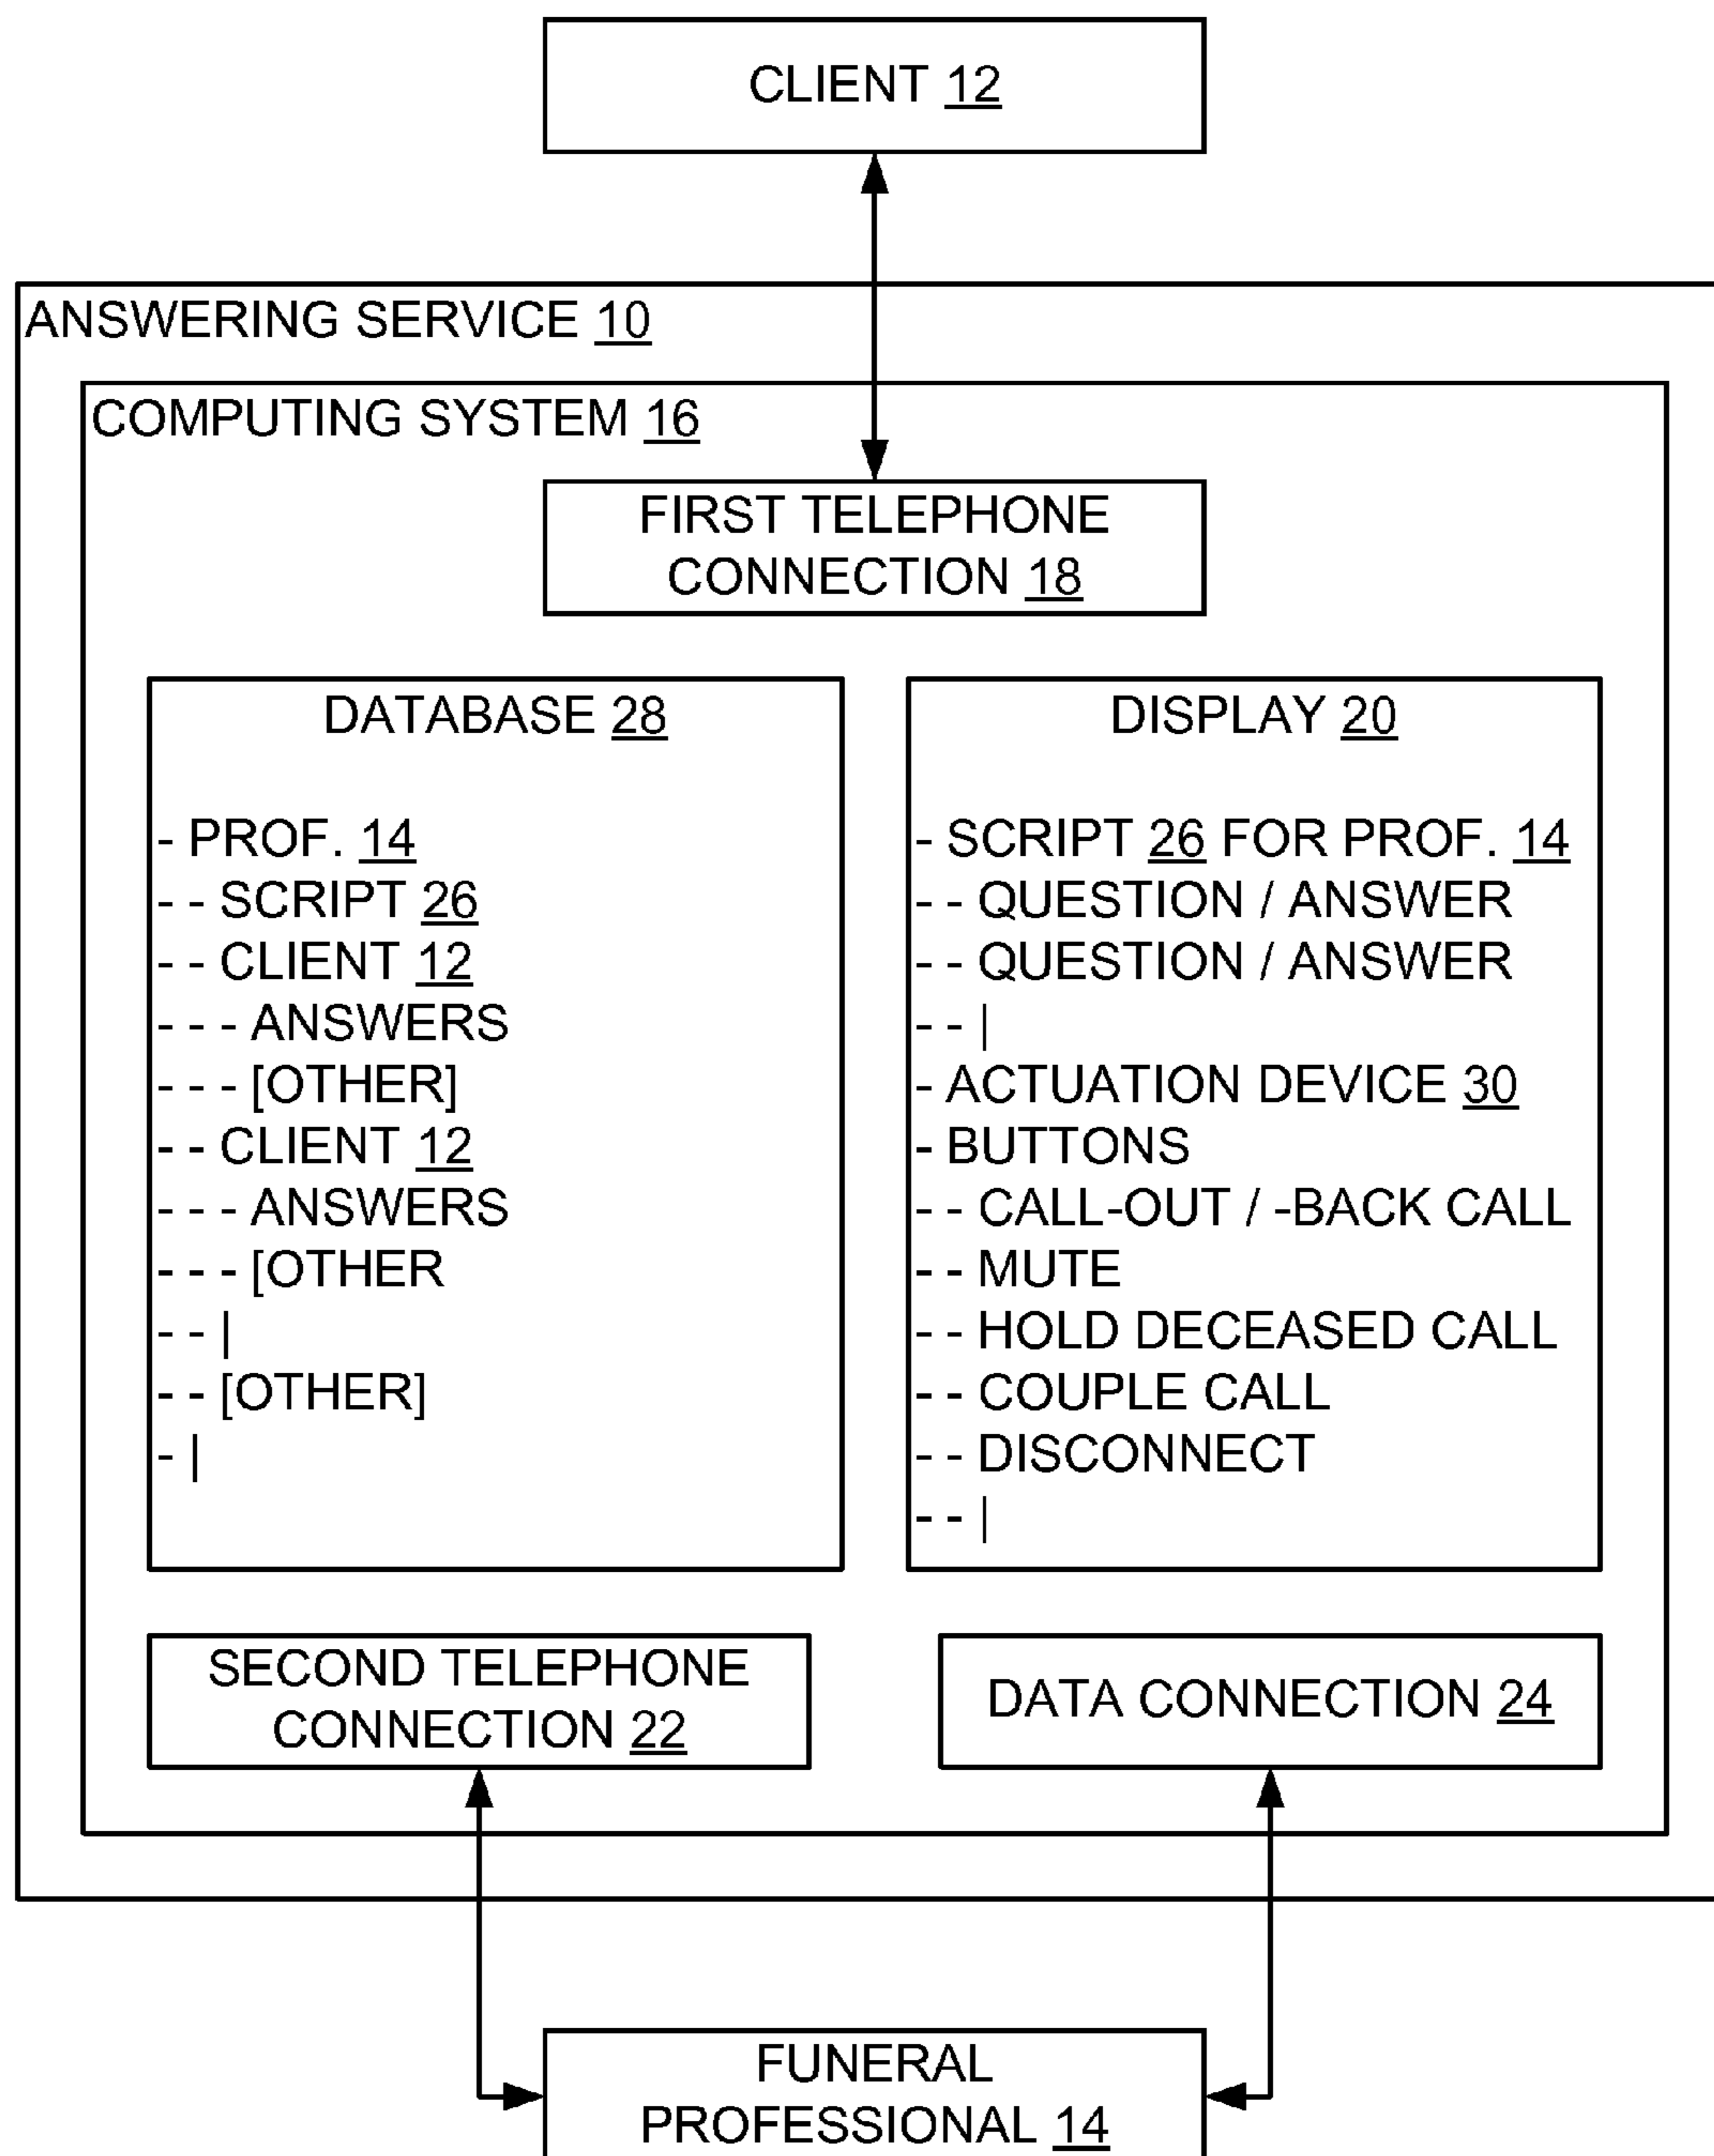 CLIENT 12
ANSWERING SERVICE 10
COMPUTING SYSTEM 16
FIRST TELEPHONE
CONNECTION 18
DATABASE 28
- PROF. 14
- - SCRIPT 26
- - CLIENT 12
- - - ANSWERS
- - - [OTHER]
- - CLIENT 12
- - - ANSWERS
- - - [OTHER
- - |
- - [OTHER]
- |
DISPLAY 20
- SCRIPT 26 FOR PROF. 14
- - QUESTION / ANSWER
- - QUESTION / ANSWER
- - |
- ACTUATION DEVICE 30
- BUTTONS
- - CALL-OUT / -BACK CALL
- - MUTE
- - HOLD DECEASED CALL
- - COUPLE CALL
- - DISCONNECT
- - |
SECOND TELEPHONE
CONNECTION 22
DATA CONNECTION 24
FUNERAL
PROFESSIONAL 14